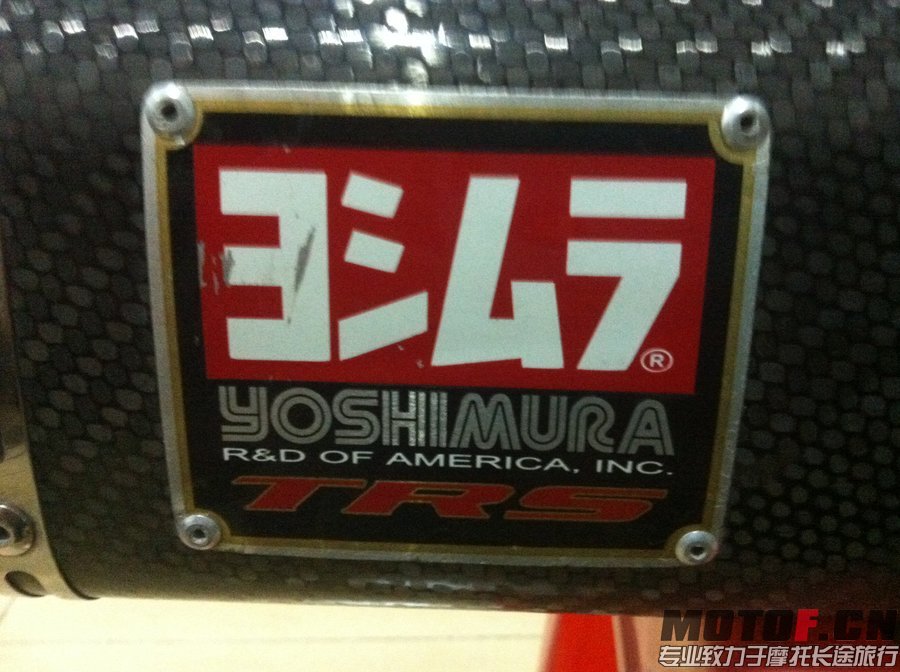 ヨシムラ®
YOSHIMURA
R&D OF AMERICA, INC.
TRS
MOTOF.CN
专业致力于摩托长途旅行